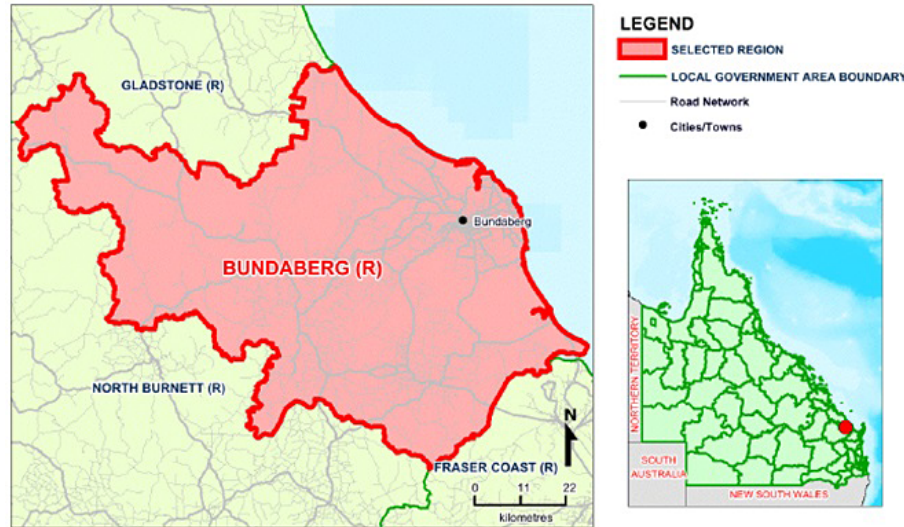 GLADSTONE (R)
Bundaberg
BUNDABERG (R)
NORTH BURNETT (R)
FRASER COAST (R)
N
0 11 22
kilometres
LEGEND
SELECTED REGION
LOCAL GOVERNMENT AREA BOUNDARY
Road Network
Cities/Towns
NORTHERN TERRITORY
SOUTH
AUSTRALIA
NEW SOUTH WALES